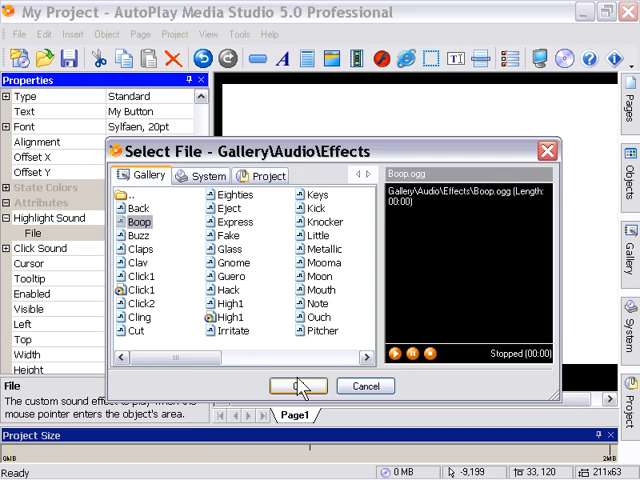 My Project - AutoPlay Media Studio 5.0 Professional
File Edit Insert Object Page Project View Tools Help
Properties
Type Standard
Text My Button
Font Sylfaen, 20pt
Alignment
Offset X
Offset Y
State Colors
Attributes
Highlight Sound
File
Click Sound
Cursor
Tooltip
Enabled
Visible
Left
Top
Width
Height
File
The custom sound effect to play when the
mouse pointer enters the object's area.
Select File - Gallery\Audio\Effects
Gallery System Project
..
Back
Boop
Buzz
Claps
Clav
Click1
Click1
Click2
Cling
Cut
Eighties
Eject
Express
Fake
Glass
Gnome
Guero
Hack
High1
High1
Irritate
Keys
Kick
Knocker
Little
Metallic
Mooma
Moon
Mouth
Note
Ouch
Pitcher
Boop.ogg
Gallery\Audio\Effects\Boop.ogg (Length:
00:00)
Stopped (00:00)
Cancel
Page1
Pages
Objects
Gallery
System
Project
Project Size
0MB 2MB
Ready 0 MB -9,199 33, 120 211x63